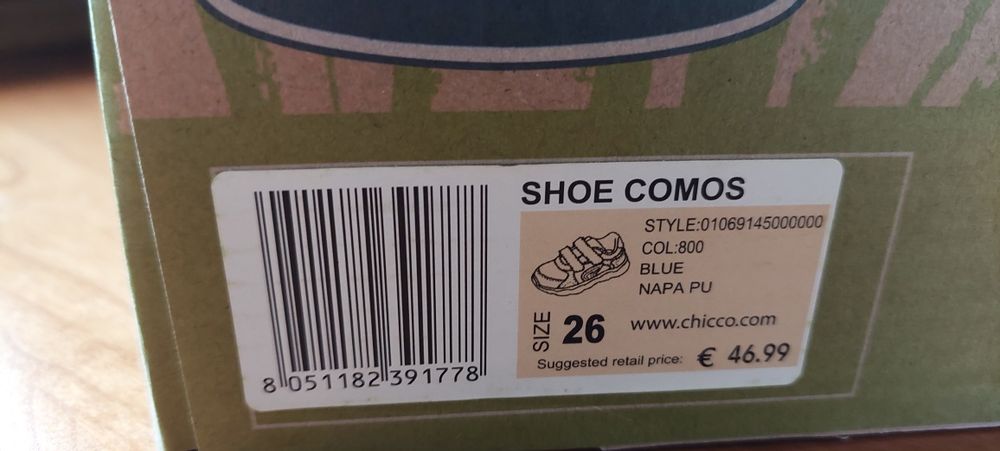 SHOE COMOS
STYLE:01069145000000
COL:800
BLUE
NAPA PU
SIZE 26
www.chicco.com
Suggested retail price: € 46.99
8 051182 391778